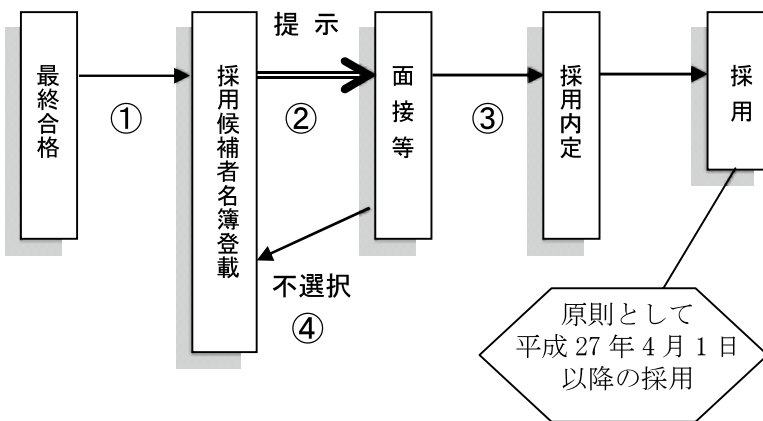 提示
最終合格
①
採用候補者名簿登載
②
面接等
③
採用内定
採用
不選択
④
原則として
平成 27 年 4 月 1 日
以降の採用